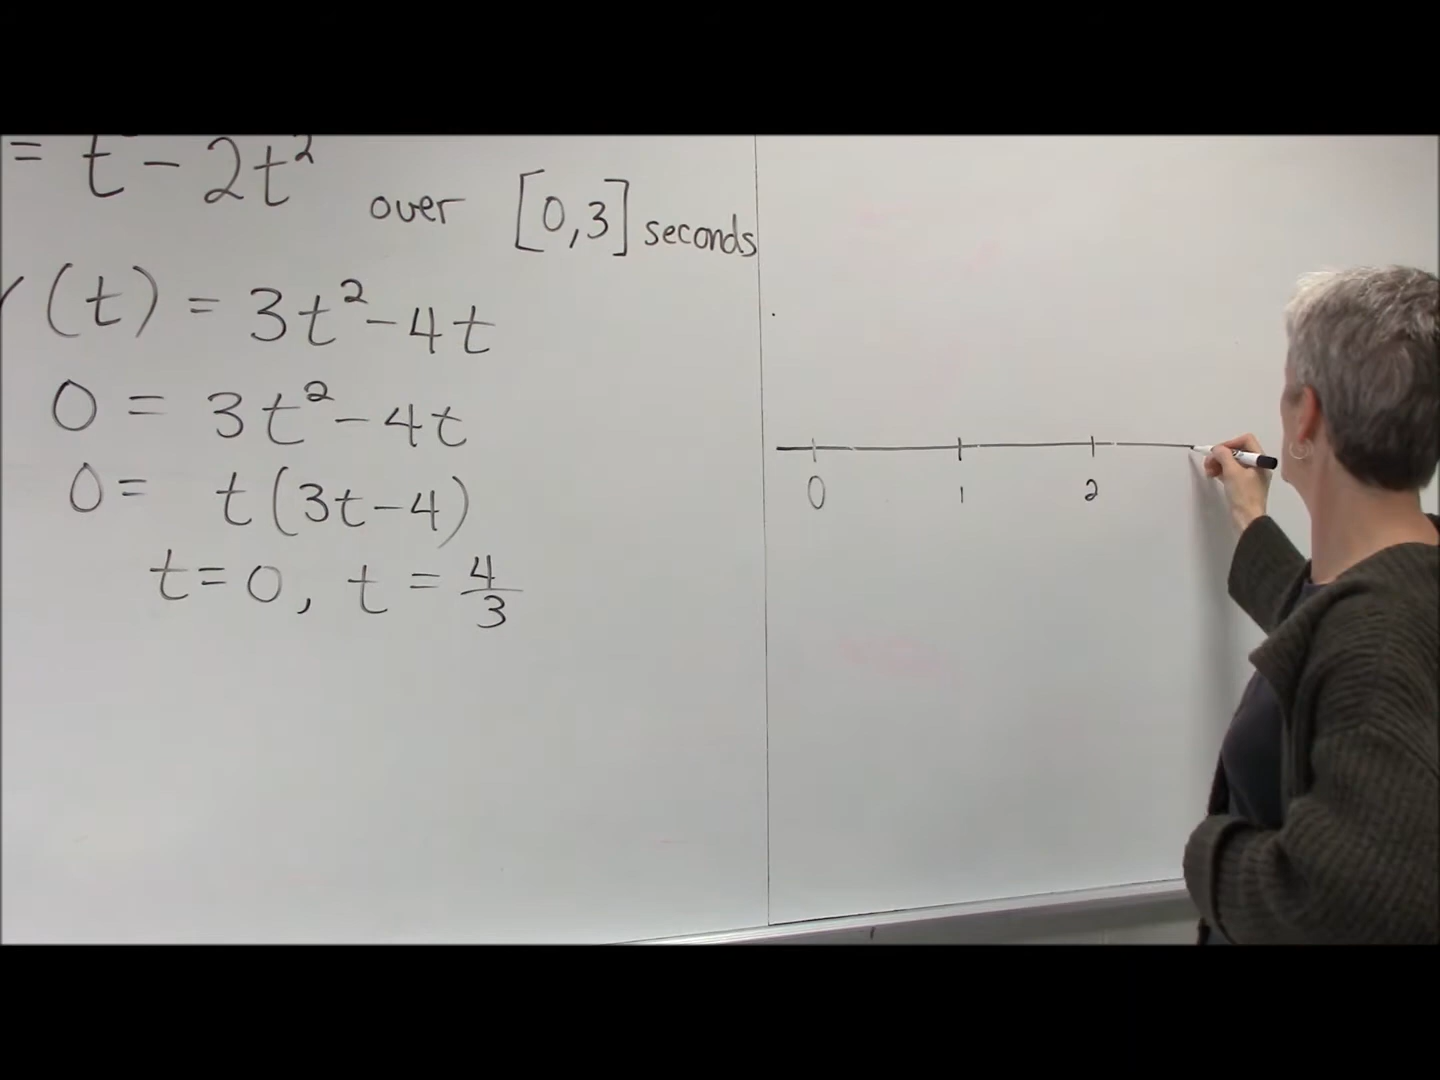 = t - 2t²
over [0,3] seconds
(t) = 3t² - 4t
0 = 3t² - 4t
0 = t(3t - 4)
t = 0, t = 4/3
0 1 2